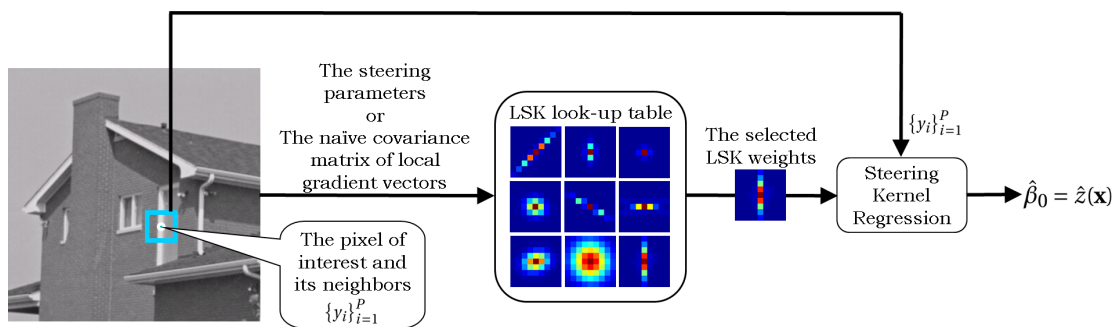 The steering
parameters
or
The naïve covariance
matrix of local
gradient vectors
The pixel of
interest and
its neighbors
{y_i}_{i=1}^P
LSK look-up table
The selected
LSK weights
{y_i}_{i=1}^P
Steering
Kernel
Regression
β̂_0 = ẑ(𝐱)